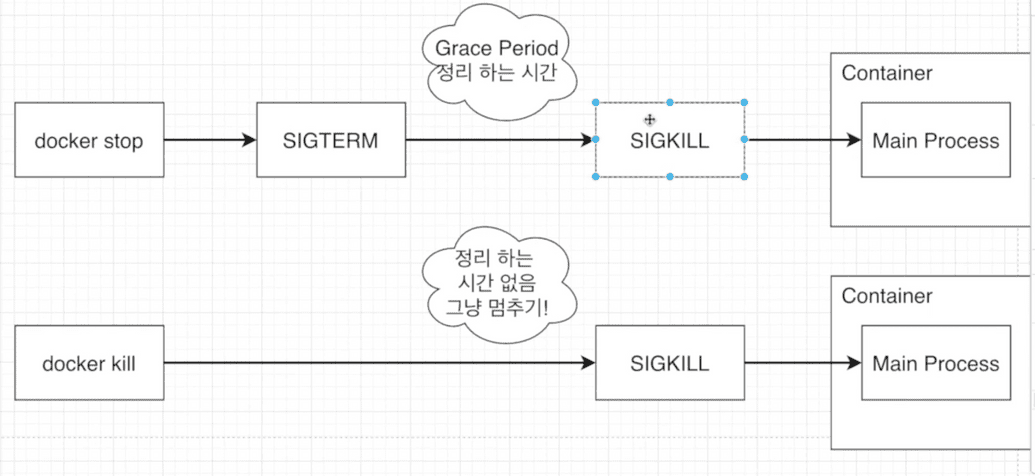 Grace Period
정리 하는 시간
Container
docker stop
SIGTERM
SIGKILL
Main Process
정리 하는
시간 없음
그냥 멈추기!
Container
docker kill
SIGKILL
Main Process